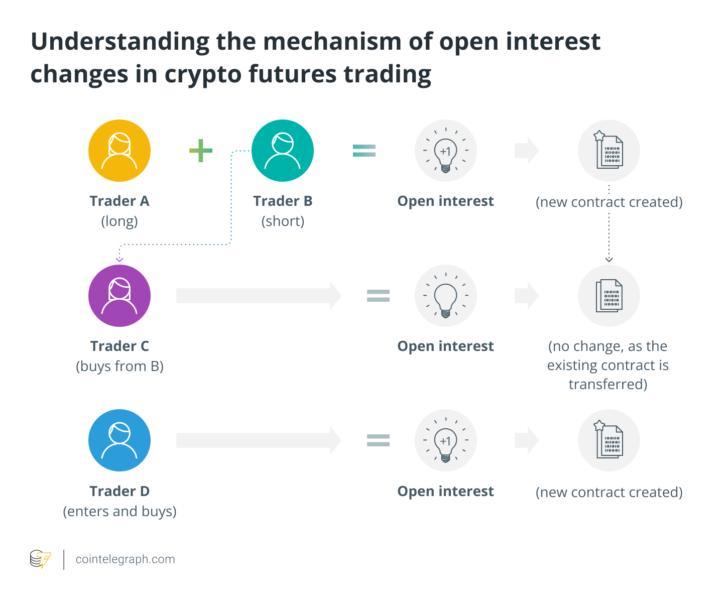 Understanding the mechanism of open interest
changes in crypto futures trading
+1
Trader A
(long)
Trader B
(short)
Open interest
(new contract created)
Trader C
(buys from B)
Open interest
(no change, as the
existing contract is
transferred)
+1
Trader D
(enters and buys)
Open interest
(new contract created)
cointelegraph.com